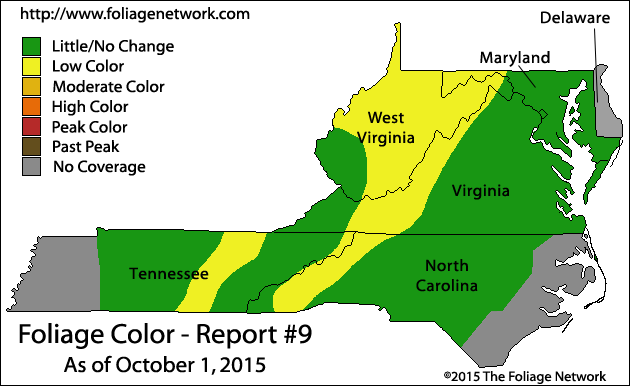 http://www.foliagenetwork.com
Delaware
Little/No Change
Maryland
Low Color
Moderate Color
High Color
Peak Color
Past Peak
No Coverage
West
Virginia
Virginia
Tennessee
North
Carolina
Foliage Color - Report #9
As of October 1, 2015
©2015 The Foliage Network